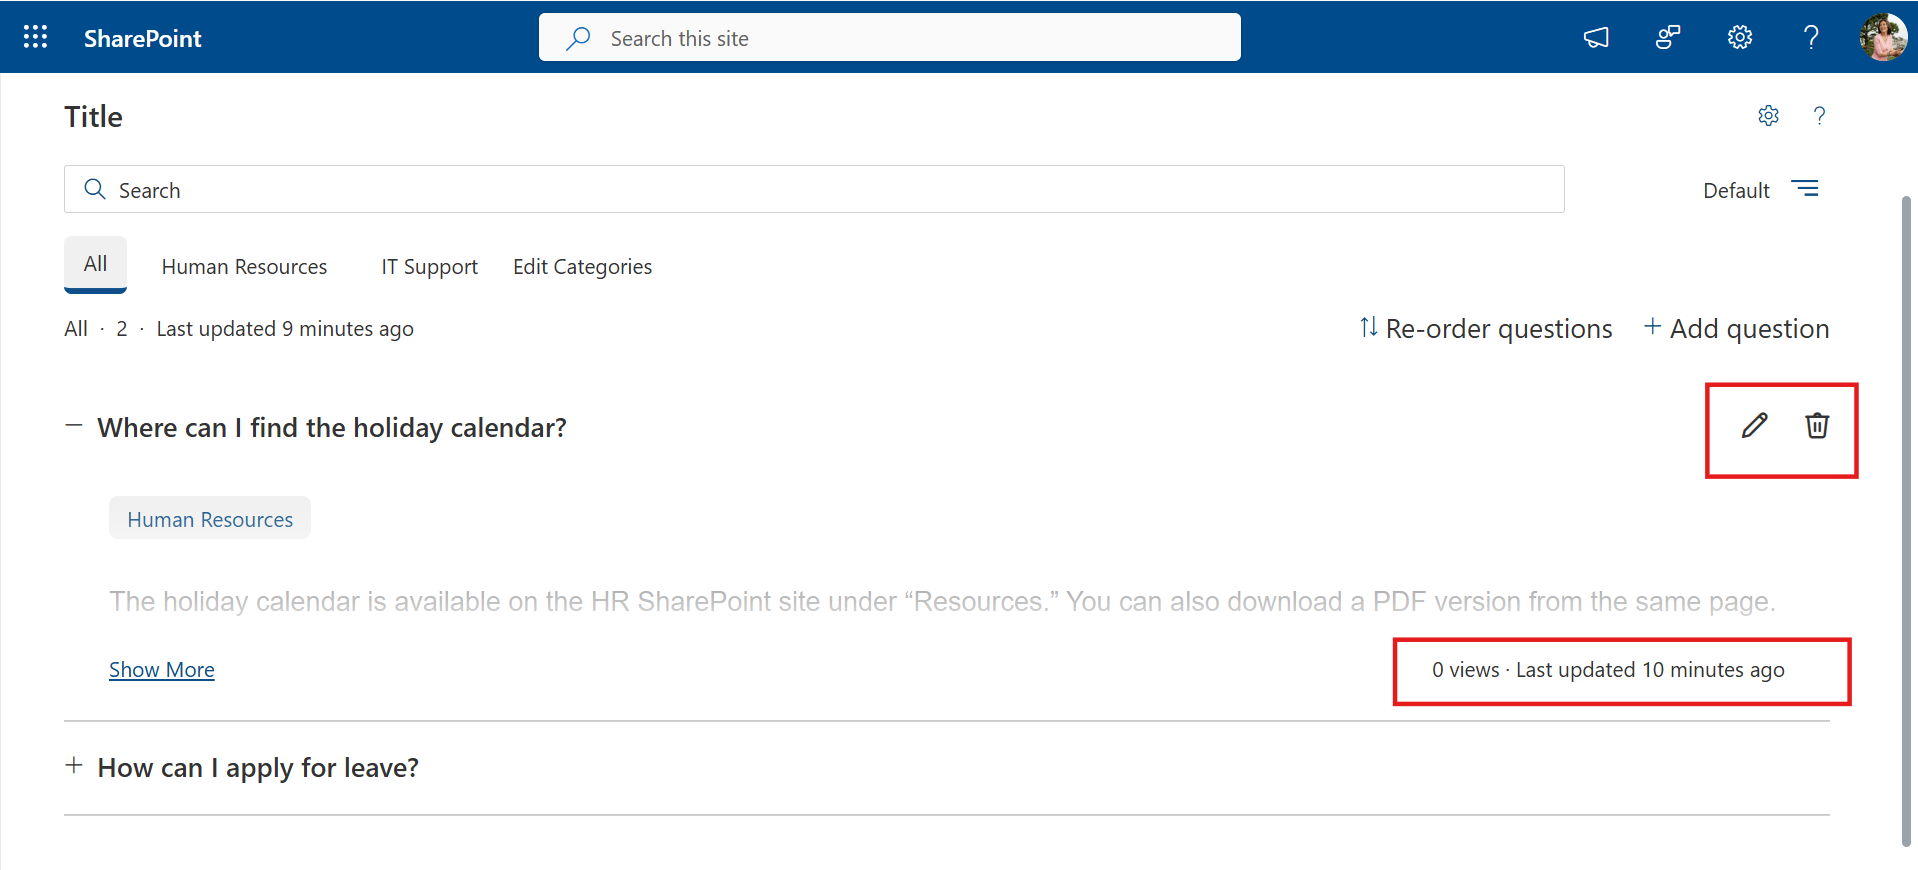 SharePoint
Search this site
Title
Search
Default
All
Human Resources
IT Support
Edit Categories
All · 2 · Last updated 9 minutes ago
Re-order questions
Add question
Where can I find the holiday calendar?
Human Resources
The holiday calendar is available on the HR SharePoint site under “Resources.” You can also download a PDF version from the same page.
Show More
0 views · Last updated 10 minutes ago
How can I apply for leave?